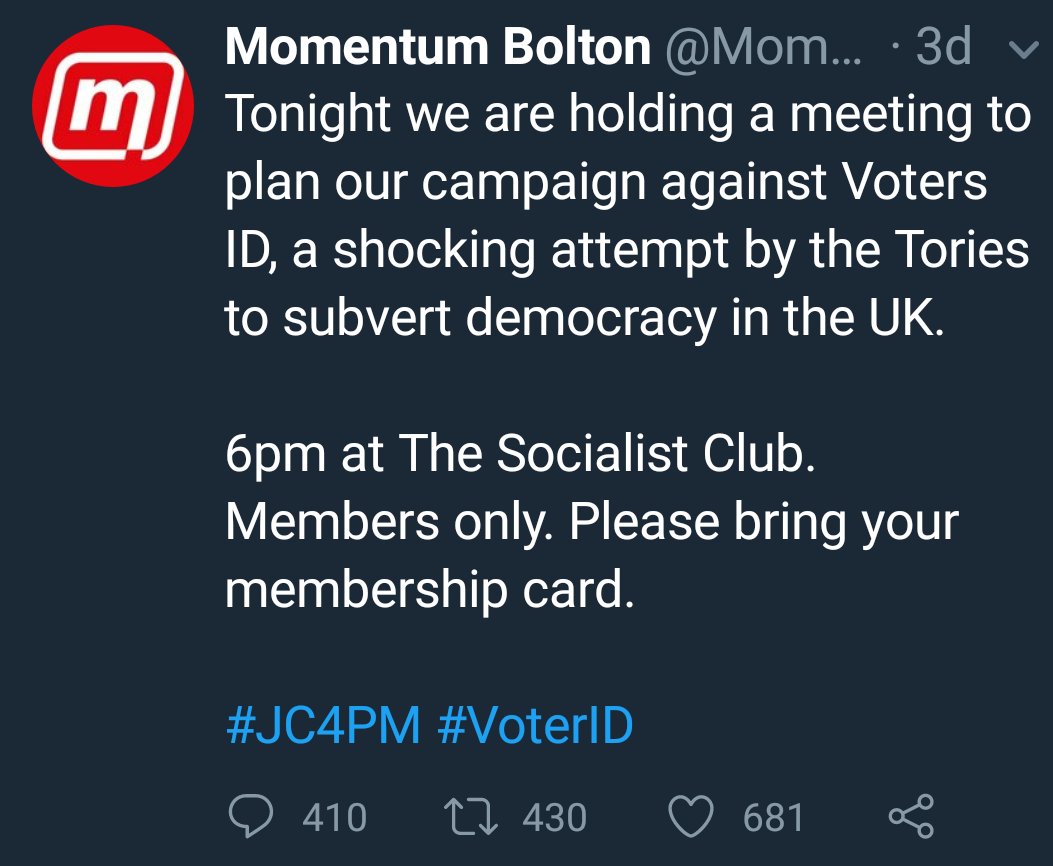 m
Momentum Bolton @Mom... · 3d
Tonight we are holding a meeting to
plan our campaign against Voters
ID, a shocking attempt by the Tories
to subvert democracy in the UK.
6pm at The Socialist Club.
Members only. Please bring your
membership card.
#JC4PM #VoterID
410 430 681